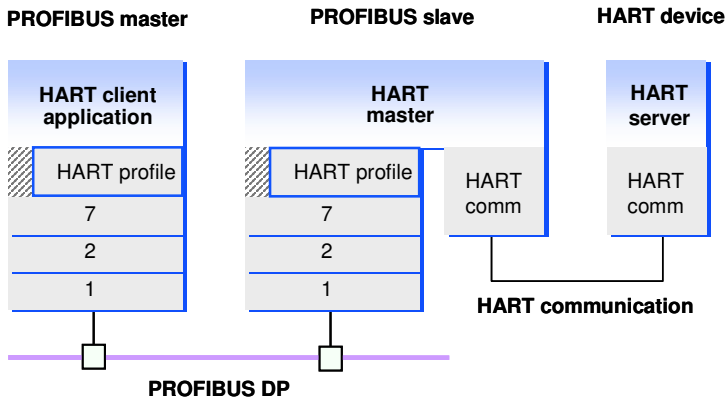 PROFIBUS master
PROFIBUS slave
HART device
HART client
application
HART
master
HART
server
HART profile
HART profile
HART
comm
HART
comm
7
7
2
2
1
1
HART communication
PROFIBUS DP